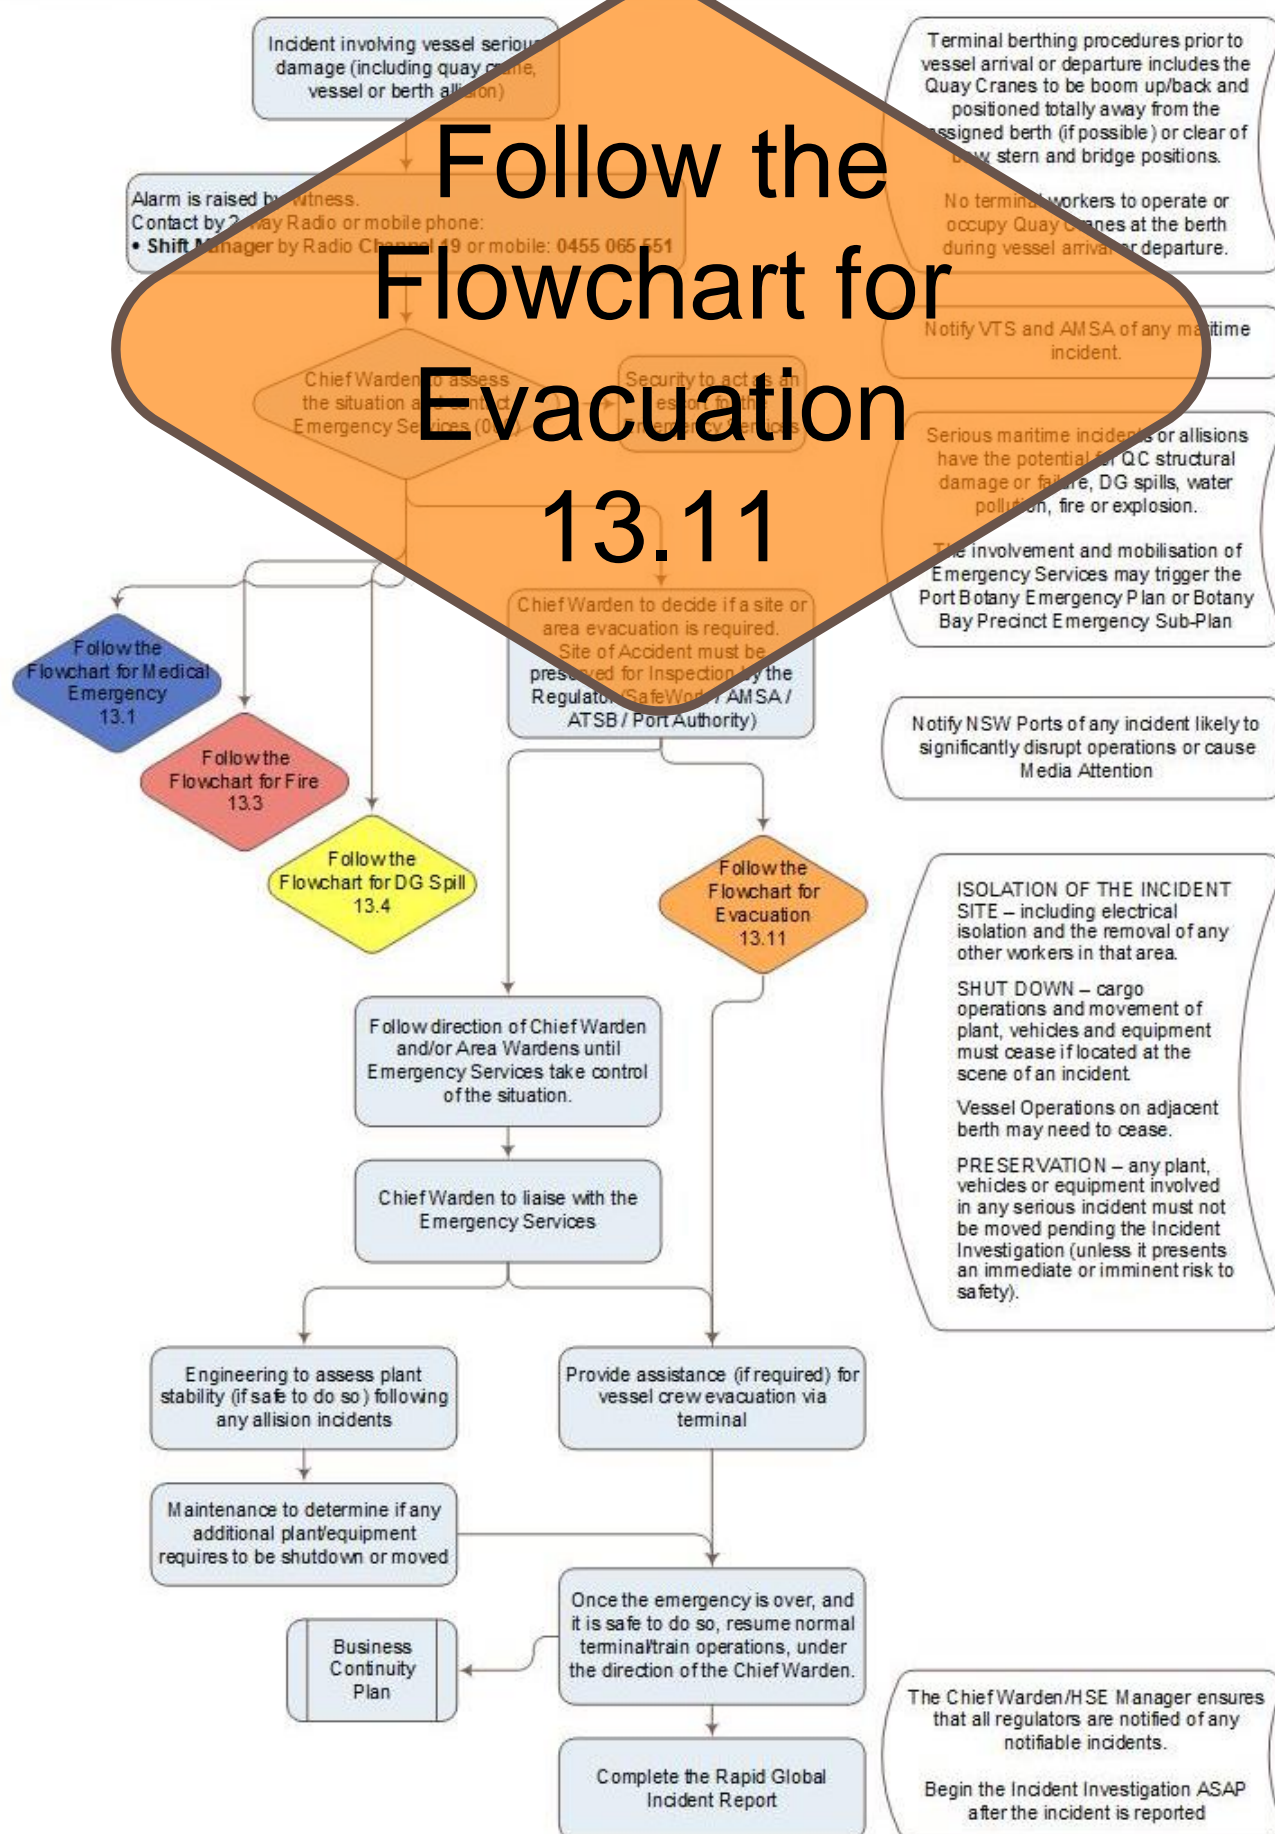 Incident involving vessel serious
damage (including quay crane,
vessel or berth allision)
Alarm is raised by witness.
Contact by 2-way Radio or mobile phone:
• Shift Manager by Radio Channel 19 or mobile: 0455 065 551
Chief Warden to assess
the situation and contact
Emergency Services (000)
Security to act as an
escort for the
Emergency Services
Follow the
Flowchart for
Evacuation
13.11
Terminal berthing procedures prior to
vessel arrival or departure includes the
Quay Cranes to be boom up/back and
positioned totally away from the
assigned berth (if possible) or clear of
bow, stern and bridge positions.
No terminal workers to operate or
occupy Quay Cranes at the berth
during vessel arrival or departure.
Notify VTS and AMSA of any maritime
incident.
Serious maritime incidents or allisions
have the potential for QC structural
damage or failure, DG spills, water
pollution, fire or explosion.
The involvement and mobilisation of
Emergency Services may trigger the
Port Botany Emergency Plan or Botany
Bay Precinct Emergency Sub-Plan
Follow the
Flowchart for Medical
Emergency
13.1
Follow the
Flowchart for Fire
13.3
Follow the
Flowchart for DG Spill
13.4
Chief Warden to decide if a site or
area evacuation is required.
Site of Accident must be
preserved for Inspection by the
Regulator (SafeWork / AMSA /
ATSB / Port Authority)
Notify NSW Ports of any incident likely to
significantly disrupt operations or cause
Media Attention
Follow the
Flowchart for
Evacuation
13.11
ISOLATION OF THE INCIDENT
SITE – including electrical
isolation and the removal of any
other workers in that area.
SHUT DOWN – cargo
operations and movement of
plant, vehicles and equipment
must cease if located at the
scene of an incident.
Vessel Operations on adjacent
berth may need to cease.
PRESERVATION – any plant,
vehicles or equipment involved
in any serious incident must not
be moved pending the Incident
Investigation (unless it presents
an immediate or imminent risk to
safety).
Follow direction of Chief Warden
and/or Area Wardens until
Emergency Services take control
of the situation.
Chief Warden to liaise with the
Emergency Services
Engineering to assess plant
stability (if safe to do so) following
any allision incidents
Provide assistance (if required) for
vessel crew evacuation via
terminal
Maintenance to determine if any
additional plant/equipment
requires to be shutdown or moved
Once the emergency is over, and
it is safe to do so, resume normal
terminal/train operations, under
the direction of the Chief Warden.
Business
Continuity
Plan
Complete the Rapid Global
Incident Report
The Chief Warden/HSE Manager ensures
that all regulators are notified of any
notifiable incidents.
Begin the Incident Investigation ASAP
after the incident is reported